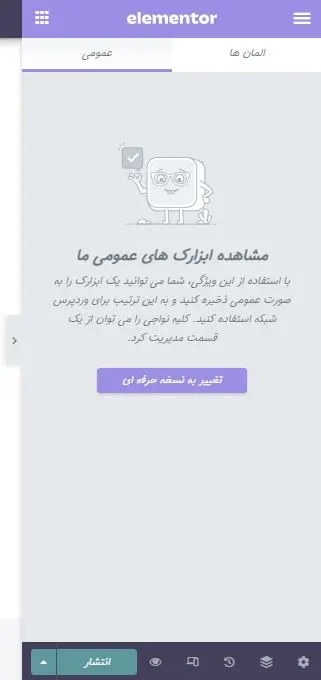 elementor
المان ها
عمومی
مشاهده ابزارک های عمومی ما
با استفاده از این ویژگی، شما می توانید یک ابزارک را به
صورت عمومی ذخیره کنید و به این ترتیب برای وردپرس
شبکه استفاده کنید. کلیه نواحی را می توان از یک
قسمت مدیریت کرد.
تغییر به نسخه حرفه ای
انتشار